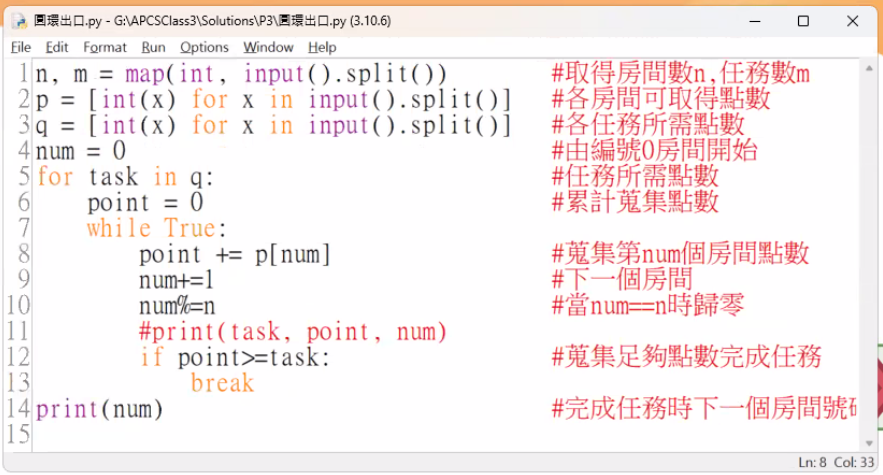 圓環出口.py - G:\APCSClass3\Solutions\P3\圓環出口.py (3.10.6)
File Edit Format Run Options Window Help
1 n, m = map(int, input().split()) #取得房間數n,任務數m
2 p = [int(x) for x in input().split()] #各房間可取得點數
3 q = [int(x) for x in input().split()] #各任務所需點數
4 num = 0 #由編號0房間開始
5 for task in q: #任務所需點數
6     point = 0 #累計蒐集點數
7     while True:
8         point += p[num] #蒐集第num個房間點數
9         num+=1 #下一個房間
10         num%=n #當num==n時歸零
11         #print(task, point, num)
12         if point>=task: #蒐集足夠點數完成任務
13             break
14 print(num) #完成任務時下一個房間號
15
Ln: 8 Col: 33